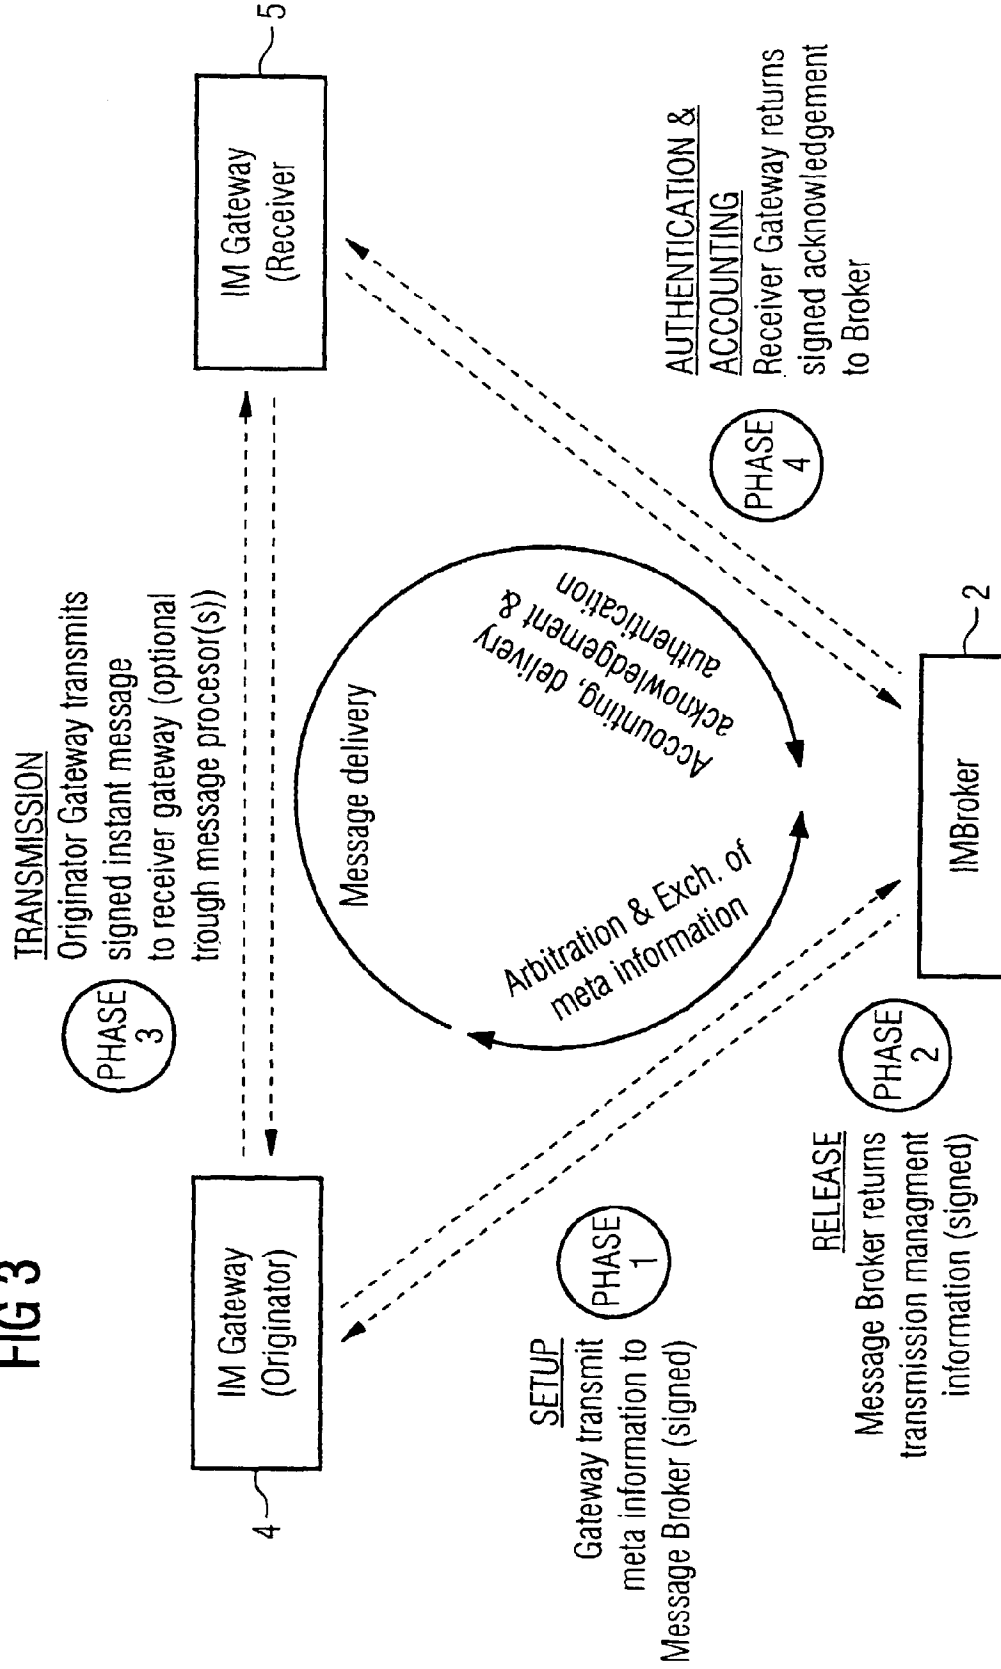 FIG 3
TRANSMISSION
Originator Gateway transmits
signed instant message
to receiver gateway (optional
trough message procesor(s))
PHASE
3
4
IM Gateway
(Originator)
IM Gateway
(Receiver)
5
Message delivery
Arbitration & Exch. of
meta information
Accounting, delivery
acknowledgement &
authentication
SETUP
Gateway transmit
meta information to
Message Broker (signed)
PHASE
1
AUTHENTICATION &
ACCOUNTING
Receiver Gateway returns
signed acknowledgement
to Broker
PHASE
4
RELEASE
Message Broker returns
transmission managment
information (signed)
PHASE
2
IMBroker
2